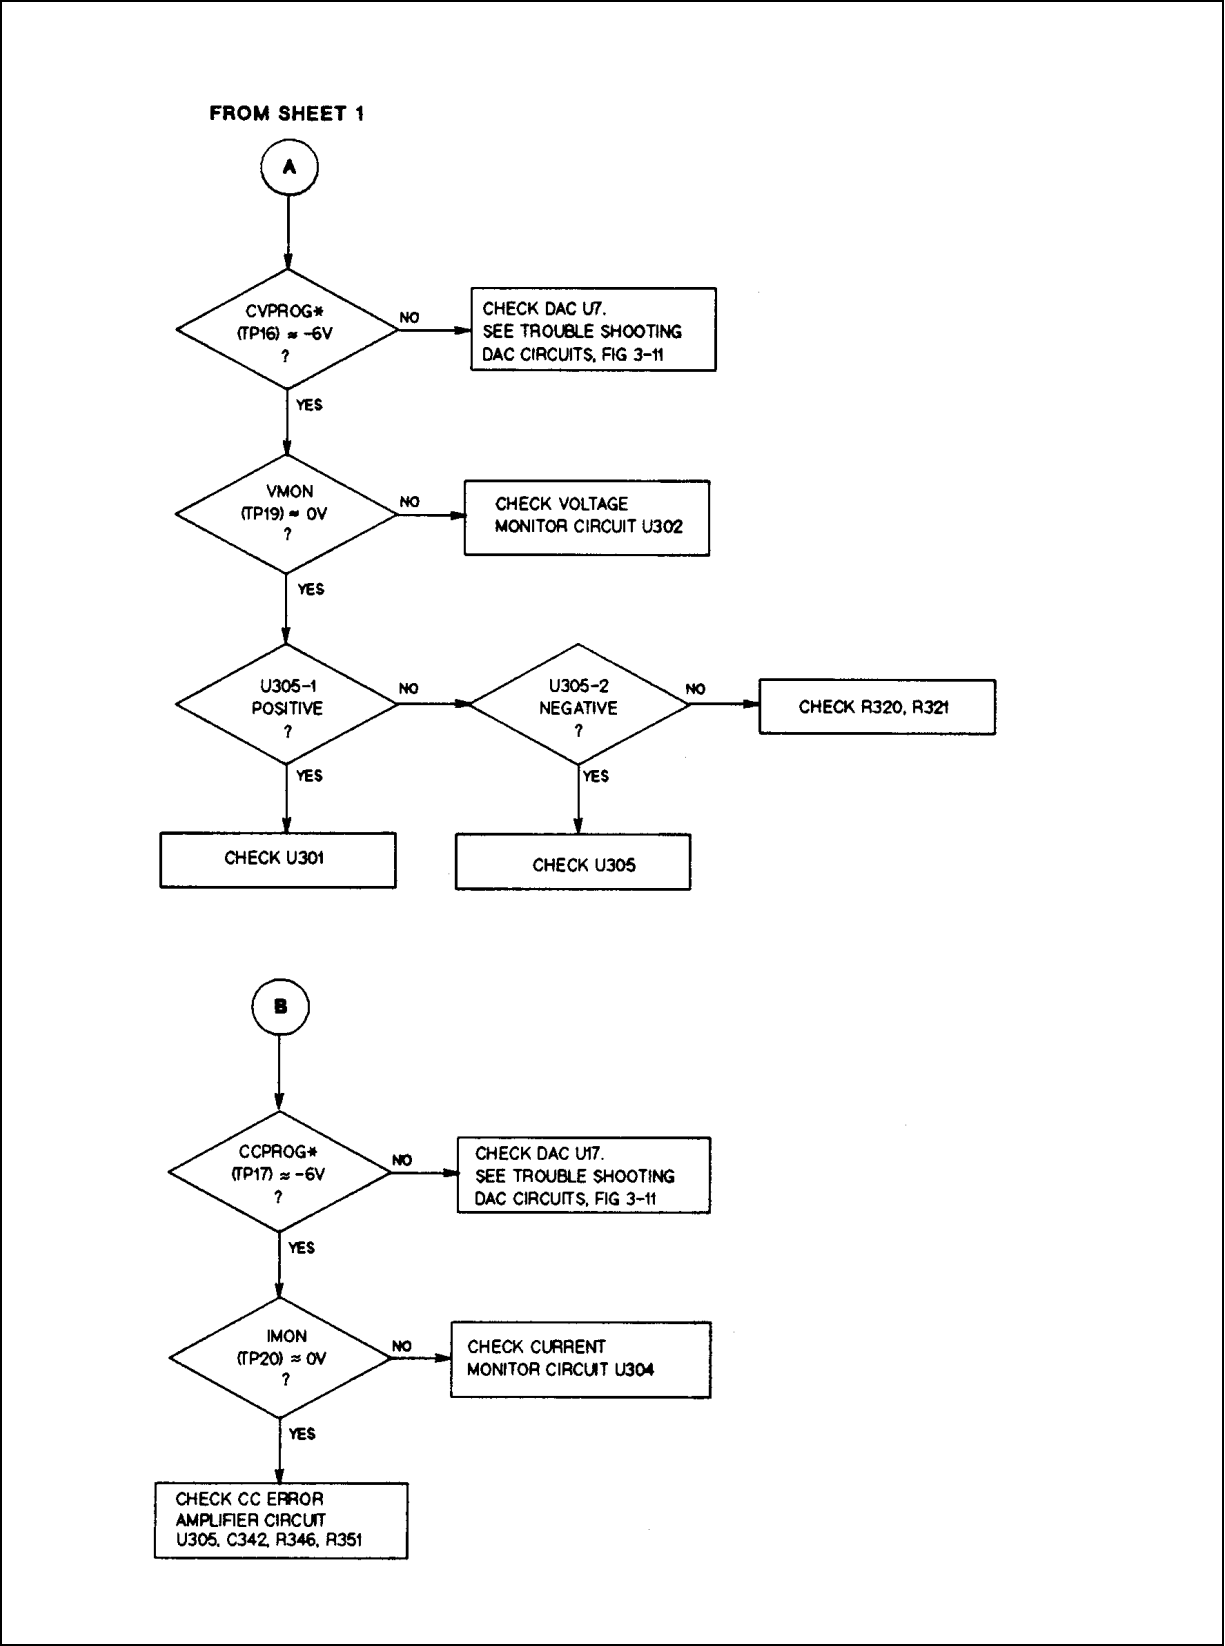 FROM SHEET 1
A
CVPROG*
(TP16) ≈ -6V
?
NO
CHECK DAC U7.
SEE TROUBLE SHOOTING
DAC CIRCUITS, FIG 3-11
YES
VMON
(TP19) ≈ 0V
?
NO
CHECK VOLTAGE
MONITOR CIRCUIT U302
YES
U305-1
POSITIVE
?
NO
U305-2
NEGATIVE
?
NO
CHECK R320, R321
YES
YES
CHECK U301
CHECK U305
B
CCPROG*
(TP17) ≈ -6V
?
NO
CHECK DAC U17.
SEE TROUBLE SHOOTING
DAC CIRCUITS, FIG 3-11
YES
IMON
(TP20) ≈ 0V
?
NO
CHECK CURRENT
MONITOR CIRCUIT U304
YES
CHECK CC ERROR
AMPLIFIER CIRCUIT
U305, C342, R346, R351